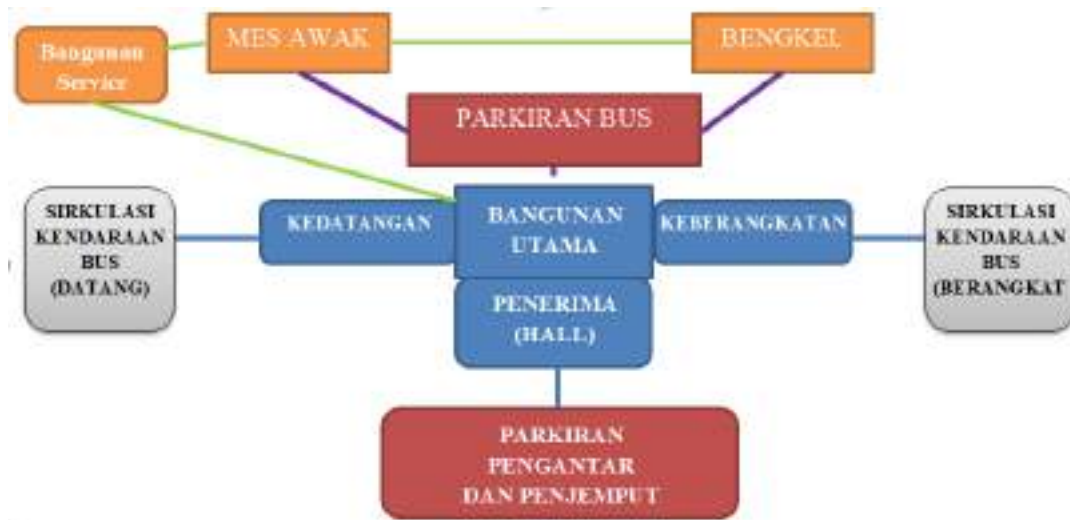 MES AWAK
BENGKEL
Bangunan
Service
PARKIRAN BUS
SIRKULASI
KENDARAAN
BUS
(DATANG)
KEDATANGAN
BANGUNAN
UTAMA
KEBERANGKATAN
SIRKULASI
KENDARAAN
BUS
(BERANGKAT
PENERIMA
(HALL)
PARKIRAN
PENGANTAR
DAN PENJEMPUT